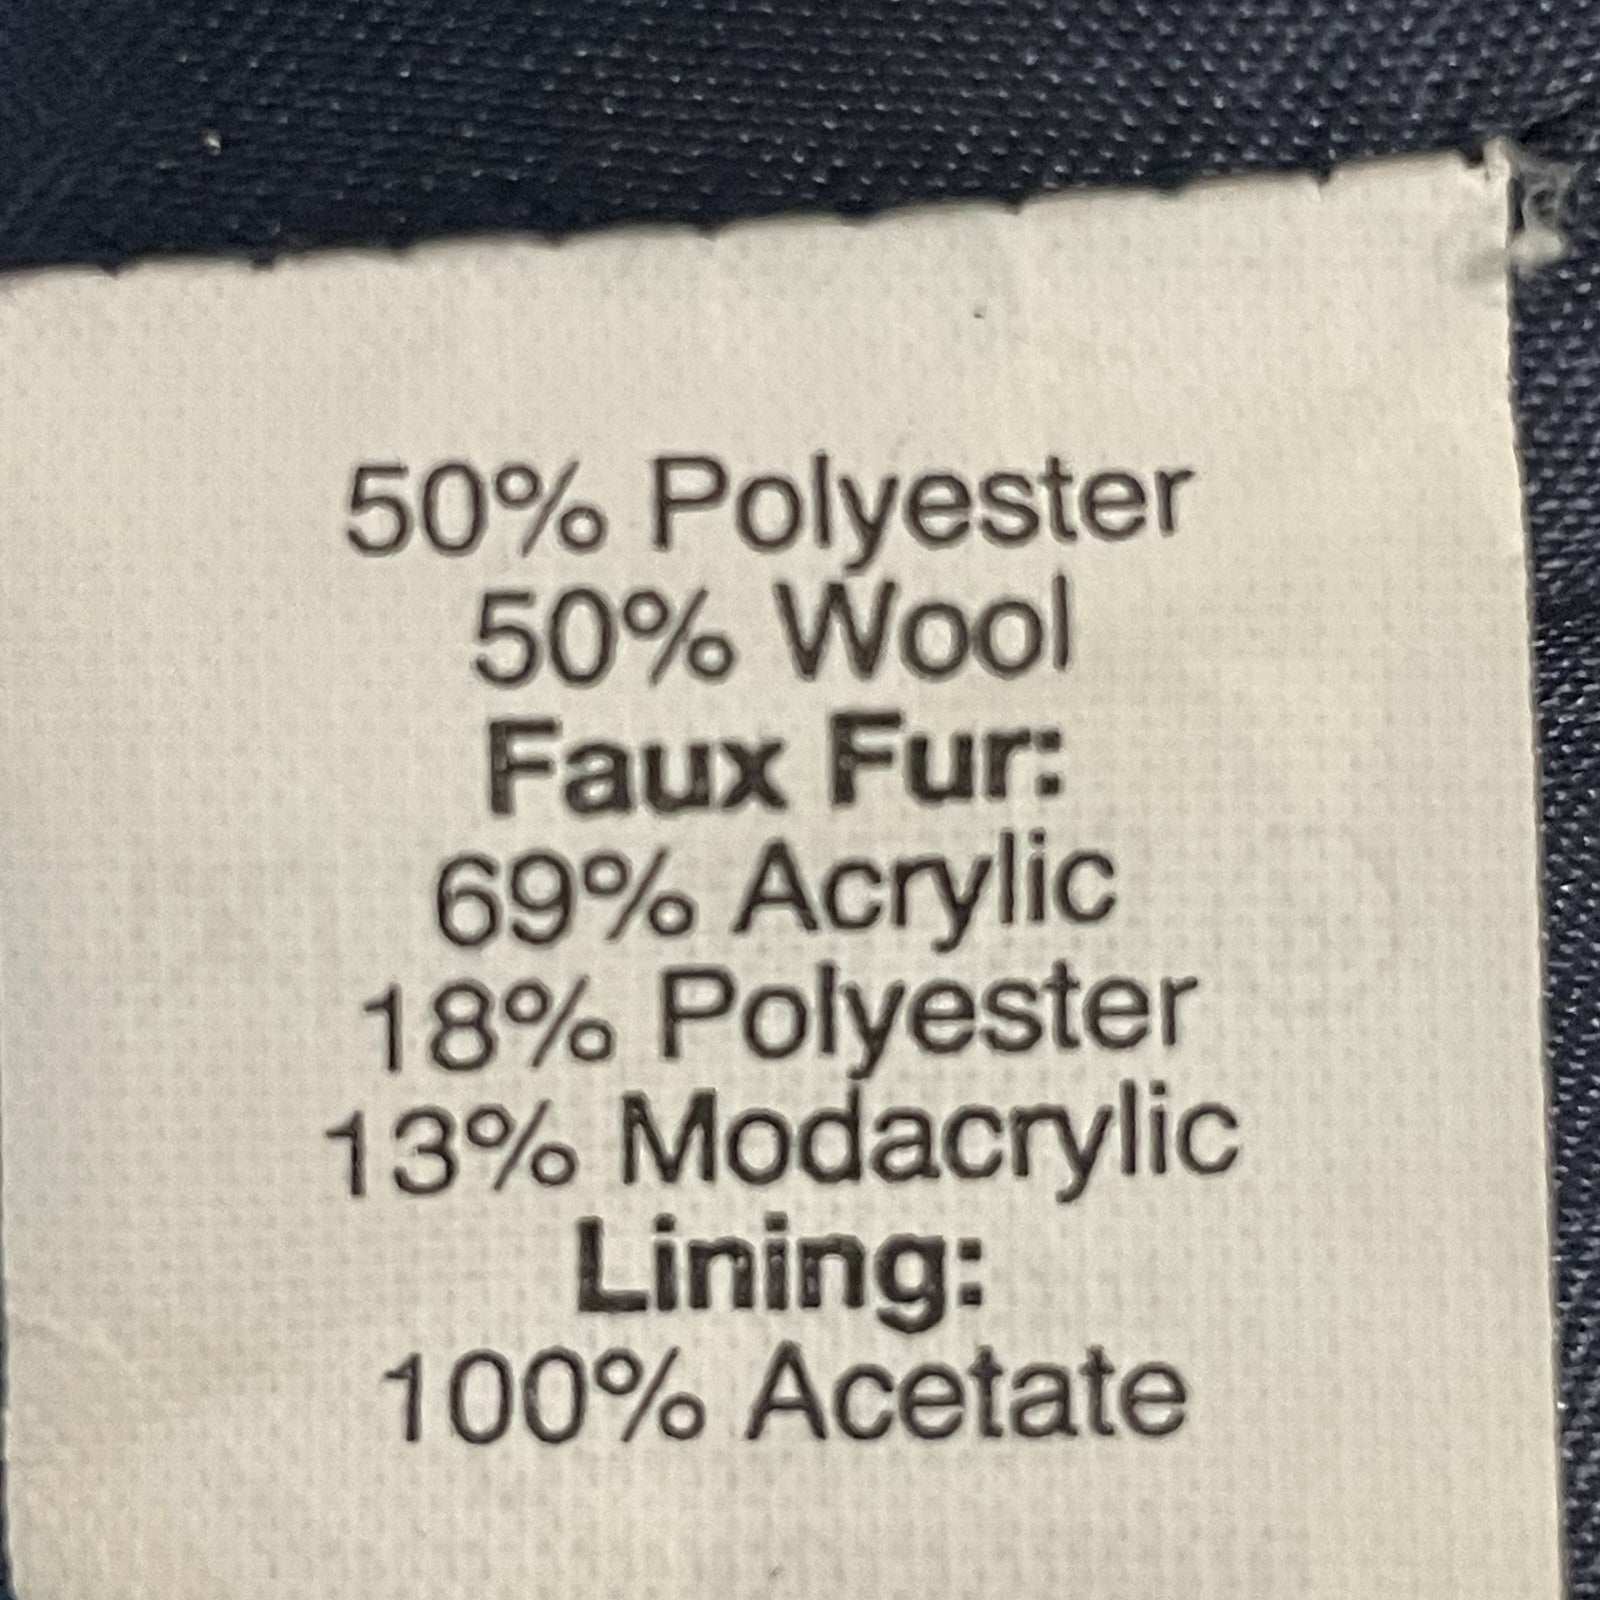 50% Polyester
50% Wool
Faux Fur:
69% Acrylic
18% Polyester
13% Modacrylic
Lining:
100% Acetate